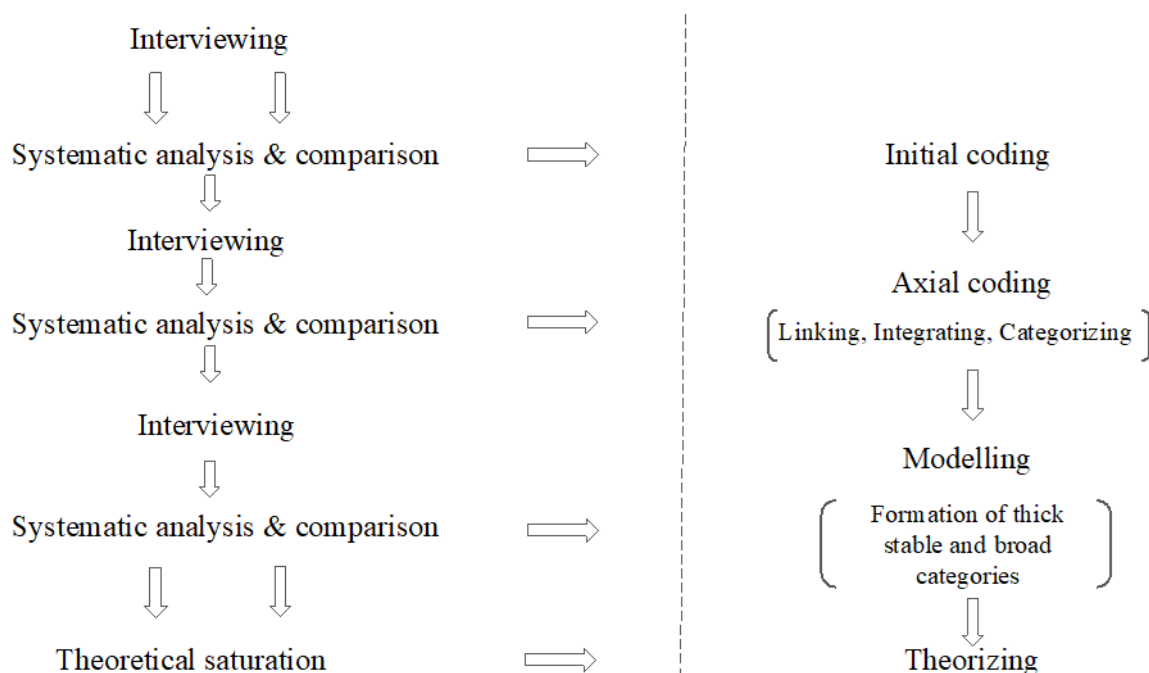 Interviewing
Systematic analysis & comparison
Interviewing
Systematic analysis & comparison
Interviewing
Systematic analysis & comparison
Theoretical saturation
Initial coding
Axial coding
Linking, Integrating, Categorizing
Modelling
Formation of thick
stable and broad
categories
Theorizing